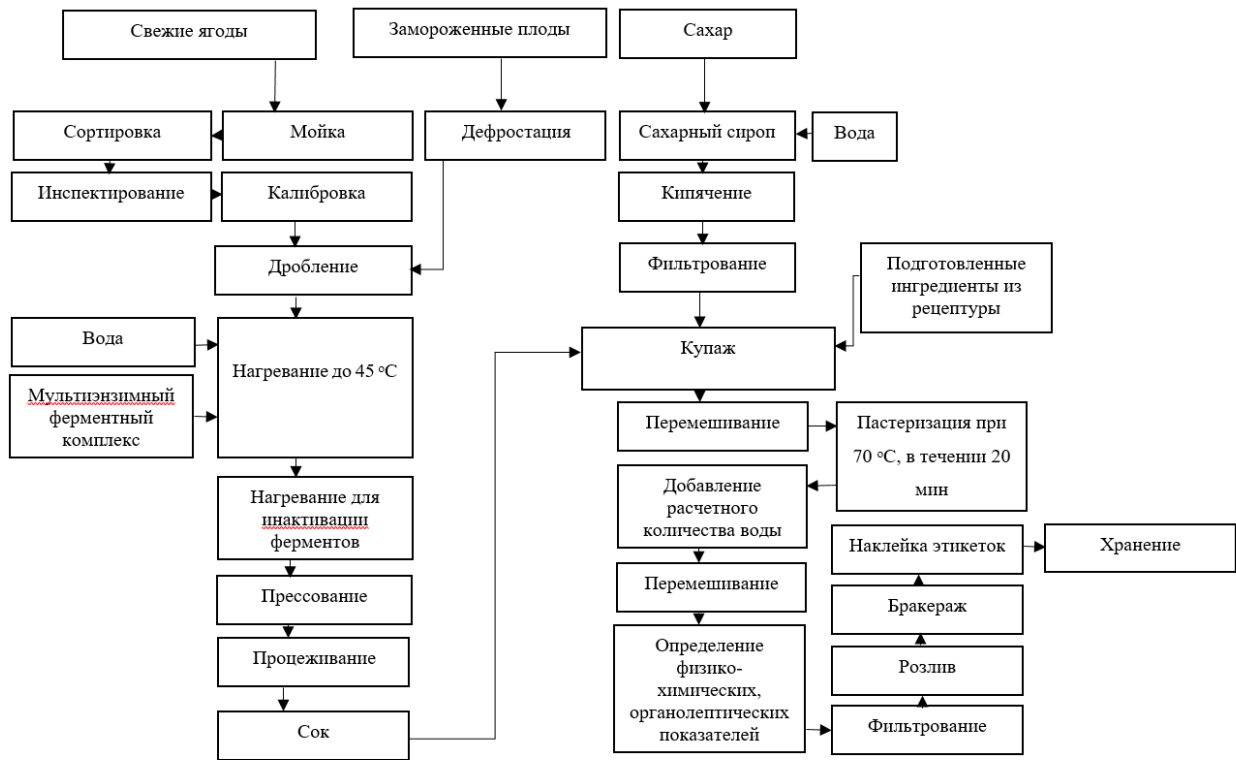 Свежие ягоды
Замороженные плоды
Сахар
Сортировка
Мойка
Дефростация
Сахарный сироп
Вода
Инспектирование
Калибровка
Кипячение
Дробление
Фильтрование
Подготовленные
ингредиенты из
рецептуры
Вода
Нагревание до 45 °С
Мультиэнзимный
ферментный
комплекс
Купаж
Перемешивание
Пастеризация при
70 °С, в течении 20
мин
Нагревание для
инактивации
ферментов
Добавление
расчетного
количества воды
Наклейка этикеток
Хранение
Прессование
Перемешивание
Бракераж
Процеживание
Определение
физико-
химических,
органолептических
показателей
Розлив
Сок
Фильтрование